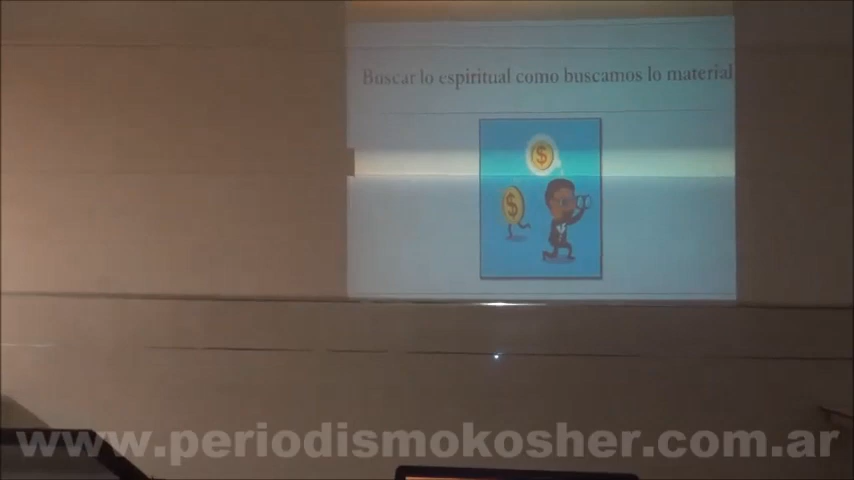 Buscar lo espiritual como buscamos lo material
$
$
www.periodismokosher.com.ar